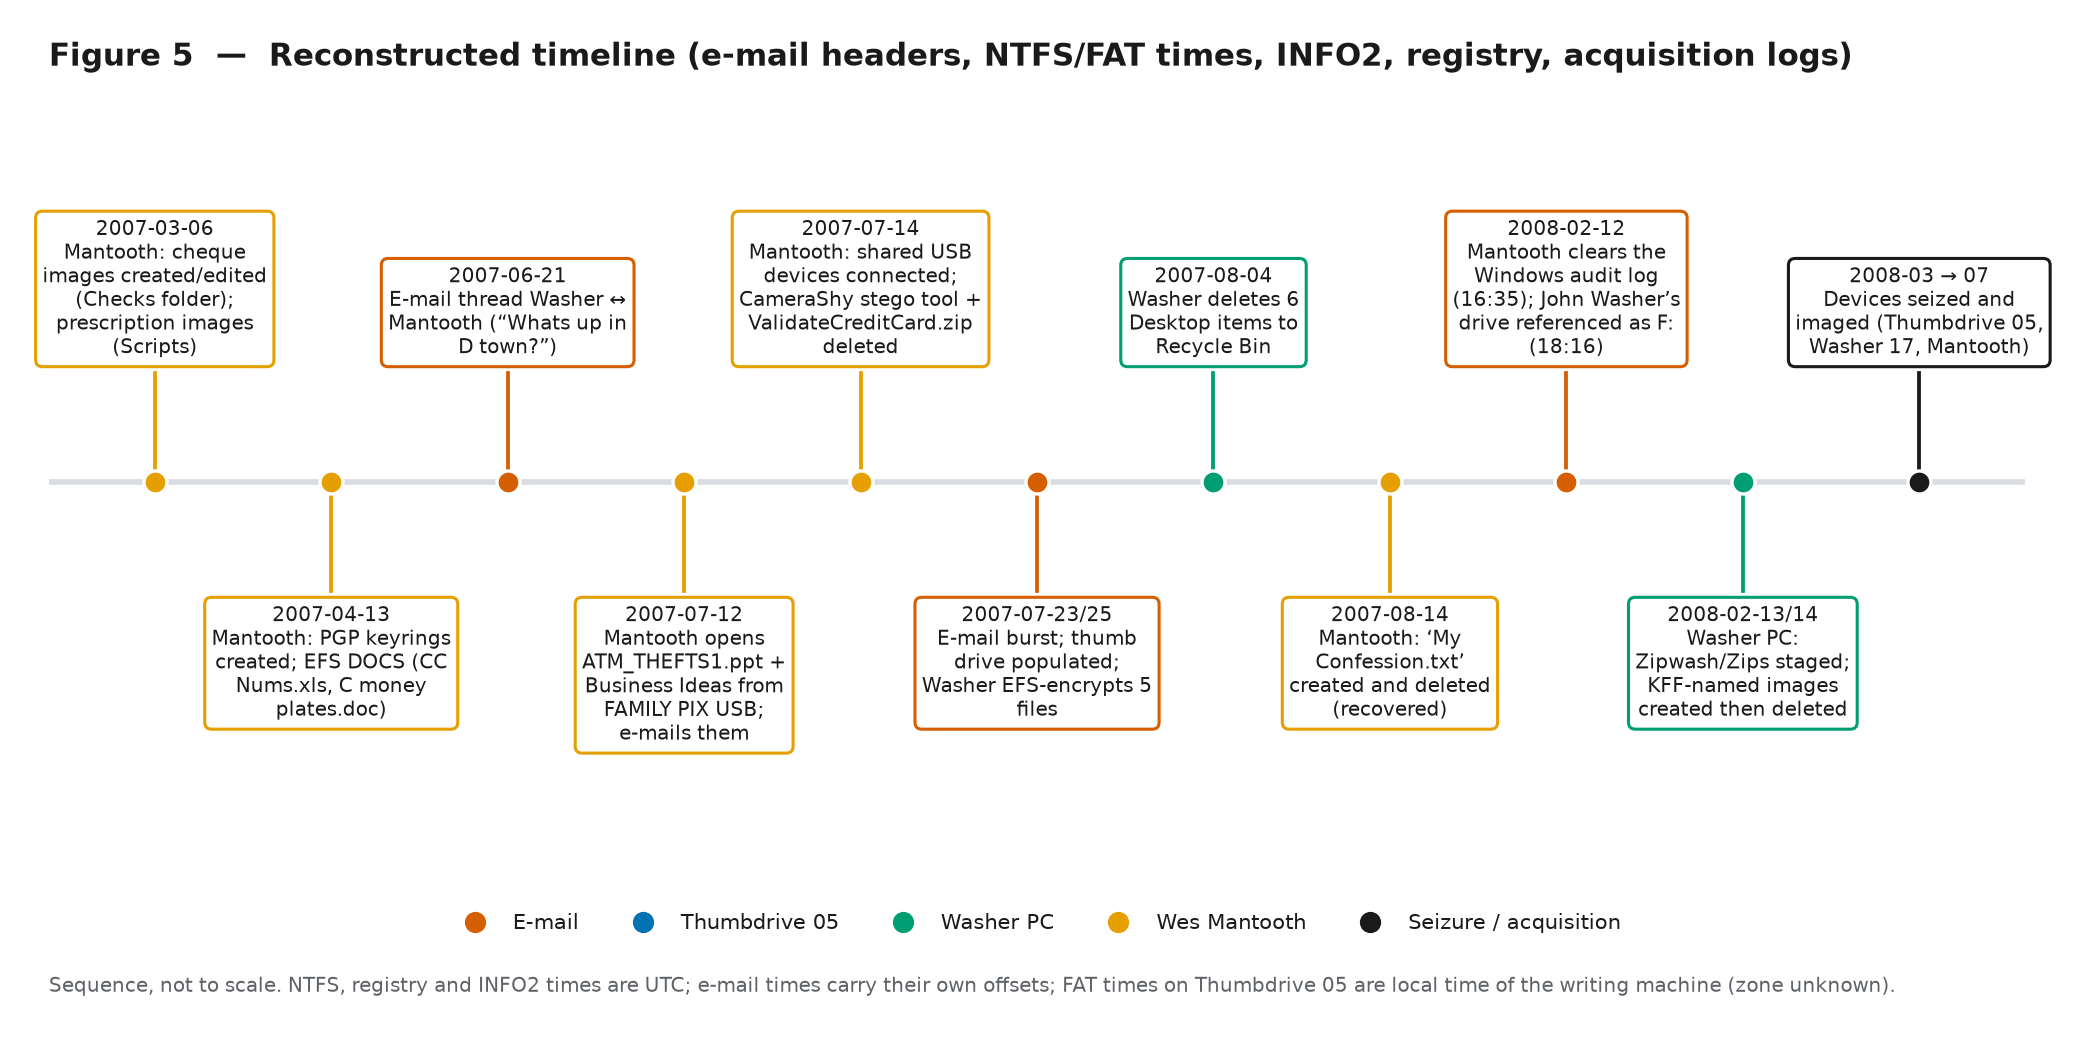 Figure 5 — Reconstructed timeline (e-mail headers, NTFS/FAT times, INFO2, registry, acquisition logs)
2007-03-06
Mantooth: cheque
images created/edited
(Checks folder);
prescription images
(Scripts)
2007-04-13
Mantooth: PGP keyrings
created; EFS DOCS (CC
Nums.xls, C money
plates.doc)
2007-06-21
E-mail thread Washer ↔
Mantooth (“Whats up in
D town?”)
2007-07-12
Mantooth opens
ATM_THEFTS1.ppt +
Business Ideas from
FAMILY PIX USB;
e-mails them
2007-07-14
Mantooth: shared USB
devices connected;
CameraShy stego tool +
ValidateCreditCard.zip
deleted
2007-07-23/25
E-mail burst; thumb
drive populated;
Washer EFS-encrypts 5
files
2007-08-04
Washer deletes 6
Desktop items to
Recycle Bin
2007-08-14
Mantooth: ‘My
Confession.txt’
created and deleted
(recovered)
2008-02-12
Mantooth clears the
Windows audit log
(16:35); John Washer’s
drive referenced as F:
(18:16)
2008-02-13/14
Washer PC:
Zipwash/Zips staged;
KFF-named images
created then deleted
2008-03 → 07
Devices seized and
imaged (Thumbdrive 05,
Washer 17, Mantooth)
E-mail
Thumbdrive 05
Washer PC
Wes Mantooth
Seizure / acquisition
Sequence, not to scale. NTFS, registry and INFO2 times are UTC; e-mail times carry their own offsets; FAT times on Thumbdrive 05 are local time of the writing machine (zone unknown).